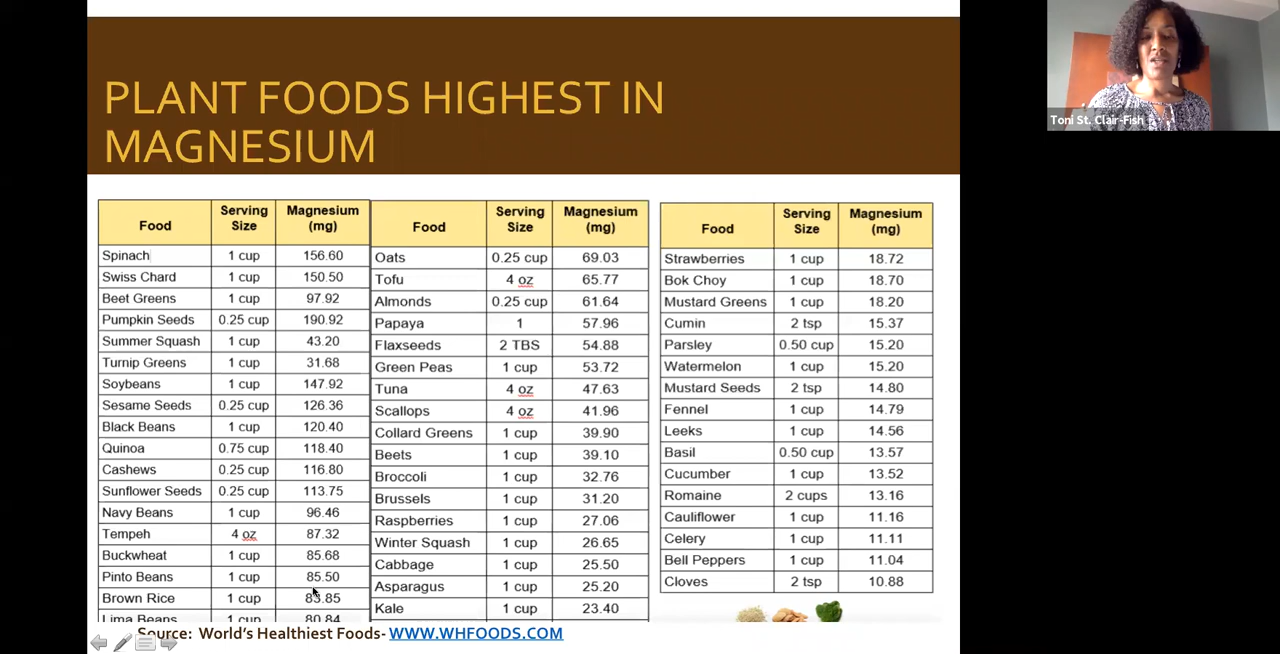 PLANT FOODS HIGHEST IN
MAGNESIUM
Toni St. Clair-Fish
Food Serving Size Magnesium (mg)
Spinach 1 cup 156.60
Swiss Chard 1 cup 150.50
Beet Greens 1 cup 97.92
Pumpkin Seeds 0.25 cup 190.92
Summer Squash 1 cup 43.20
Turnip Greens 1 cup 31.68
Soybeans 1 cup 147.92
Sesame Seeds 0.25 cup 126.36
Black Beans 1 cup 120.40
Quinoa 0.75 cup 118.40
Cashews 0.25 cup 116.80
Sunflower Seeds 0.25 cup 113.75
Navy Beans 1 cup 96.46
Tempeh 4 oz 87.32
Buckwheat 1 cup 85.68
Pinto Beans 1 cup 85.50
Brown Rice 1 cup 83.85
Lima Beans 1 cup 80.84
Food Serving Size Magnesium (mg)
Oats 0.25 cup 69.03
Tofu 4 oz 65.77
Almonds 0.25 cup 61.64
Papaya 1 57.96
Flaxseeds 2 TBS 54.88
Green Peas 1 cup 53.72
Tuna 4 oz 47.63
Scallops 4 oz 41.96
Collard Greens 1 cup 39.90
Beets 1 cup 39.10
Broccoli 1 cup 32.76
Brussels 1 cup 31.20
Raspberries 1 cup 27.06
Winter Squash 1 cup 26.65
Cabbage 1 cup 25.50
Asparagus 1 cup 25.20
Kale 1 cup 23.40
Food Serving Size Magnesium (mg)
Strawberries 1 cup 18.72
Bok Choy 1 cup 18.70
Mustard Greens 1 cup 18.20
Cumin 2 tsp 15.37
Parsley 0.50 cup 15.20
Watermelon 1 cup 15.20
Mustard Seeds 2 tsp 14.80
Fennel 1 cup 14.79
Leeks 1 cup 14.56
Basil 0.50 cup 13.57
Cucumber 1 cup 13.52
Romaine 2 cups 13.16
Cauliflower 1 cup 11.16
Celery 1 cup 11.11
Bell Peppers 1 cup 11.04
Cloves 2 tsp 10.88
Source: World's Healthiest Foods- WWW.WHFOODS.COM